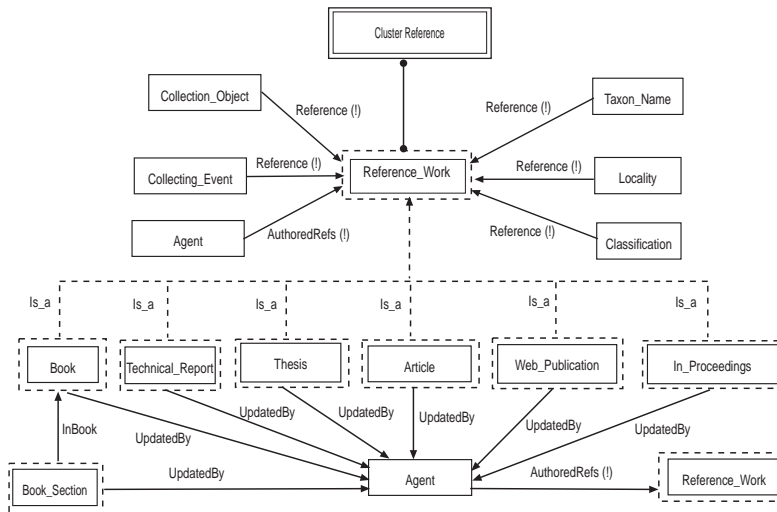 Cluster Reference
Collection_Object
Taxon_Name
Reference (!)
Reference (!)
Collecting_Event
Reference (!)
Reference_Work
Reference (!)
Locality
Agent
AuthoredRefs (!)
Reference (!)
Classification
Is_a
Is_a
Is_a
Is_a
Is_a
Is_a
Book
Technical_Report
Thesis
Article
Web_Publication
In_Proceedings
InBook
UpdatedBy
UpdatedBy
UpdatedBy
UpdatedBy
UpdatedBy
UpdatedBy
Book_Section
UpdatedBy
Agent
AuthoredRefs (!)
Reference_Work